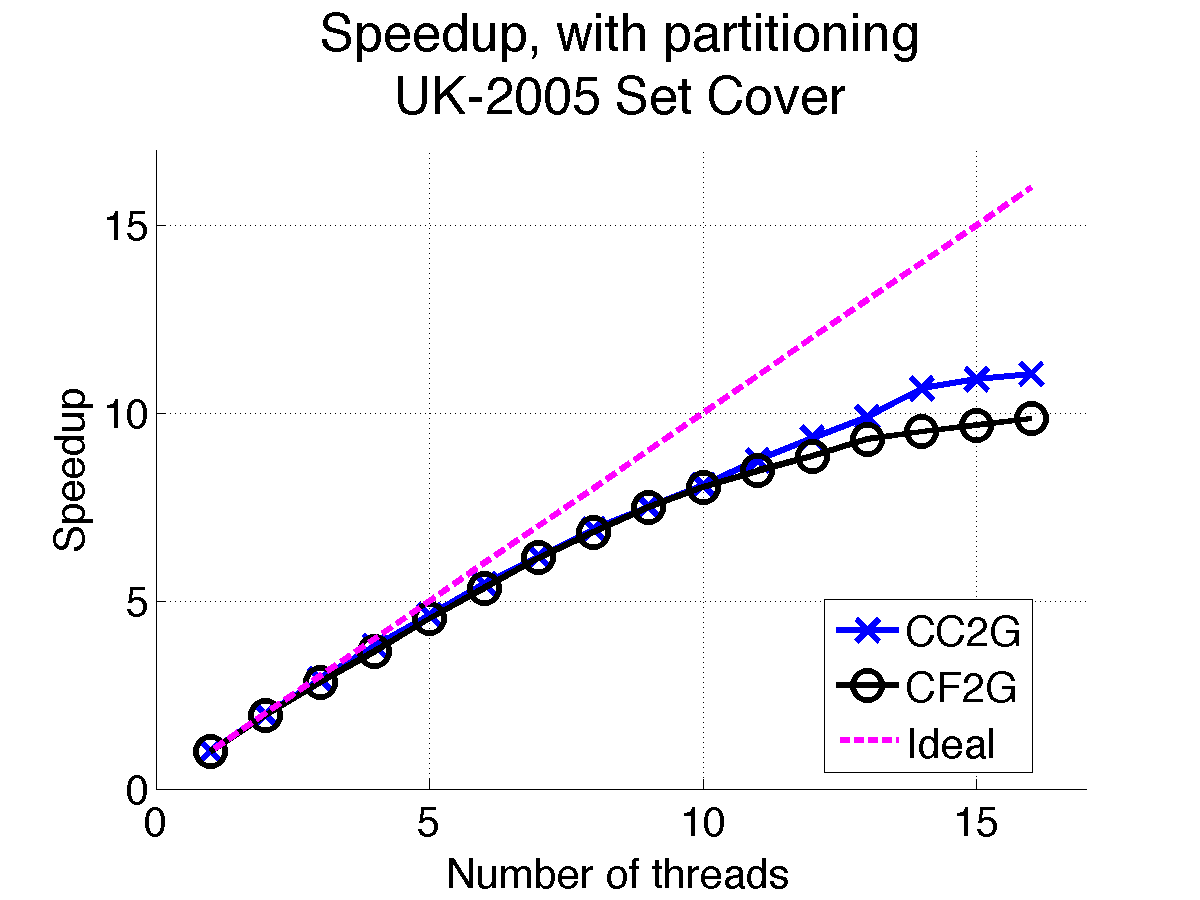 Speedup, with partitioning
UK-2005 Set Cover
15
10
5
0
Speedup
0
5
10
15
Number of threads
CC2G
CF2G
Ideal